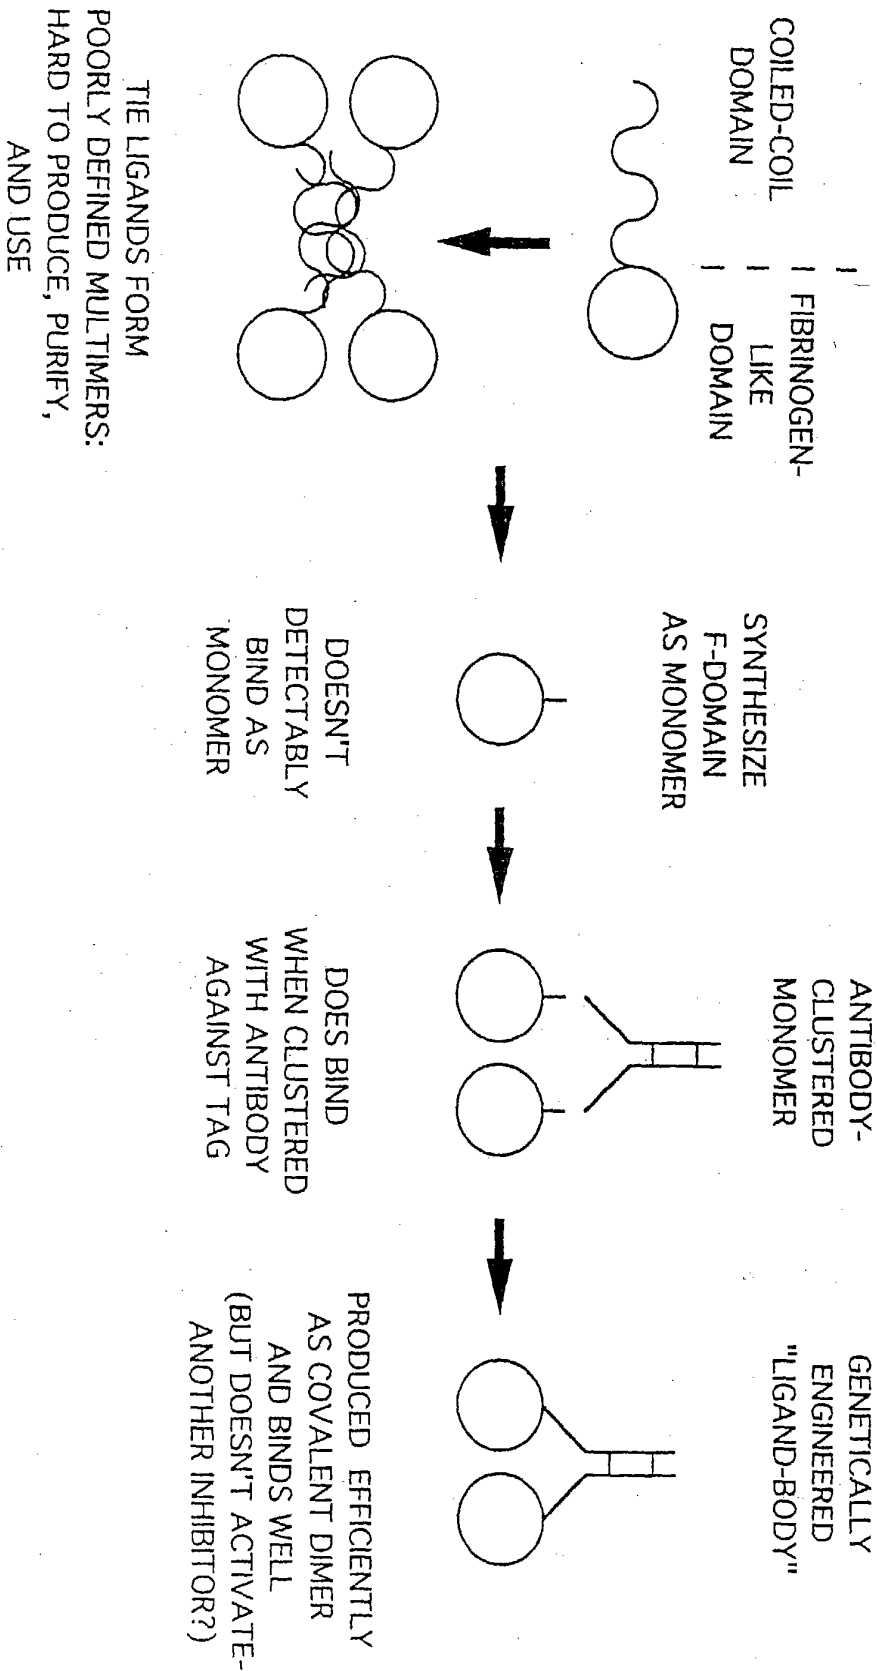 COILED-COIL
DOMAIN
FIBRINOGEN-
LIKE
DOMAIN
TIE LIGANDS FORM
POORLY DEFINED MULTIMERS:
HARD TO PRODUCE, PURIFY,
AND USE
SYNTHESIZE
F-DOMAIN
AS MONOMER
DOESN'T
DETECTABLY
BIND AS
MONOMER
ANTIBODY-
CLUSTERED
MONOMER
DOES BIND
WHEN CLUSTERED
WITH ANTIBODY
AGAINST TAG
GENETICALLY
ENGINEERED
"LIGAND-BODY"
PRODUCED EFFICIENTLY
AS COVALENT DIMER
AND BINDS WELL
(BUT DOESN'T ACTIVATE-
ANOTHER INHIBITOR?)